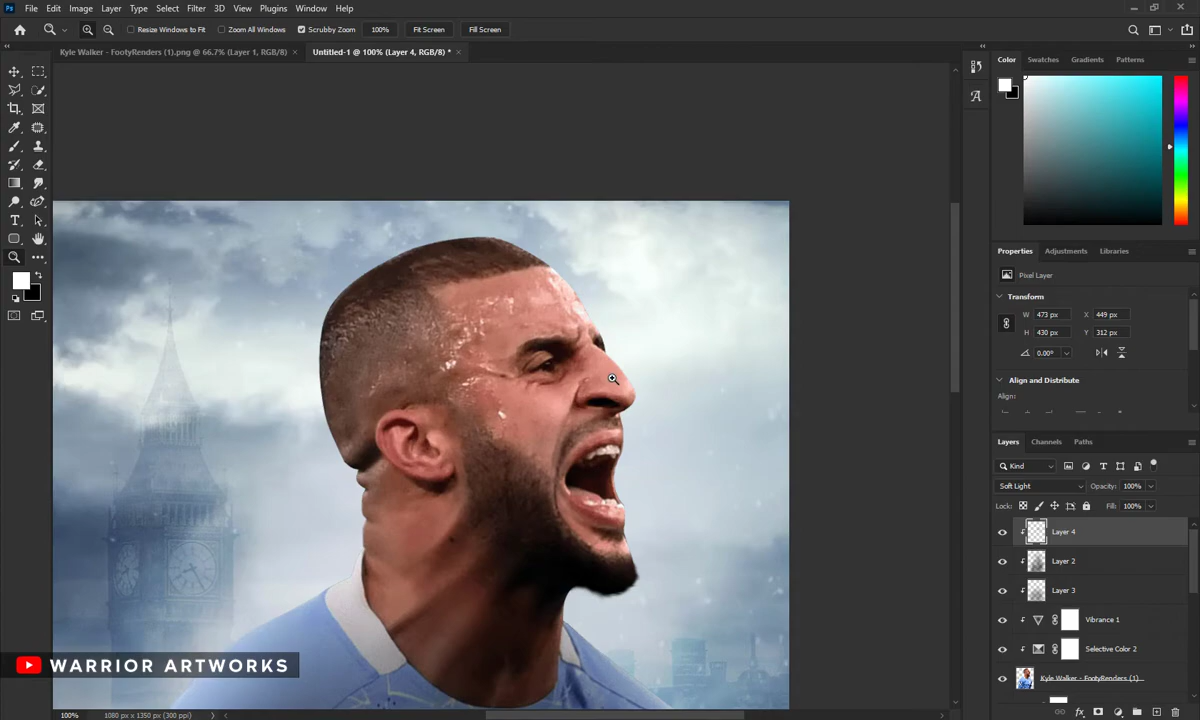 Ps File Edit Image Layer Type Select Filter 3D View Plugins Window Help
Resize Windows to Fit Zoom All Windows Scrubby Zoom 100% Fit Screen Fill Screen
Kyle Walker - FootyRenders (1).png @ 66.7% (Layer 1, RGB/8) × Untitled-1 @ 100% (Layer 4, RGB/8) * ×
Color Swatches Gradients Patterns
Properties Adjustments Libraries
Pixel Layer
Transform
W 473 px X 449 px
H 430 px Y 312 px
0.00°
Align and Distribute
Align:
Layers Channels Paths
Kind
Soft Light Opacity: 100%
Lock: Fill: 100%
Layer 4
Layer 2
Layer 3
Vibrance 1
Selective Color 2
Kyle Walker - FootyRenders (1)...
WARRIOR ARTWORKS
100% 1080 px x 1350 px (300 ppi)